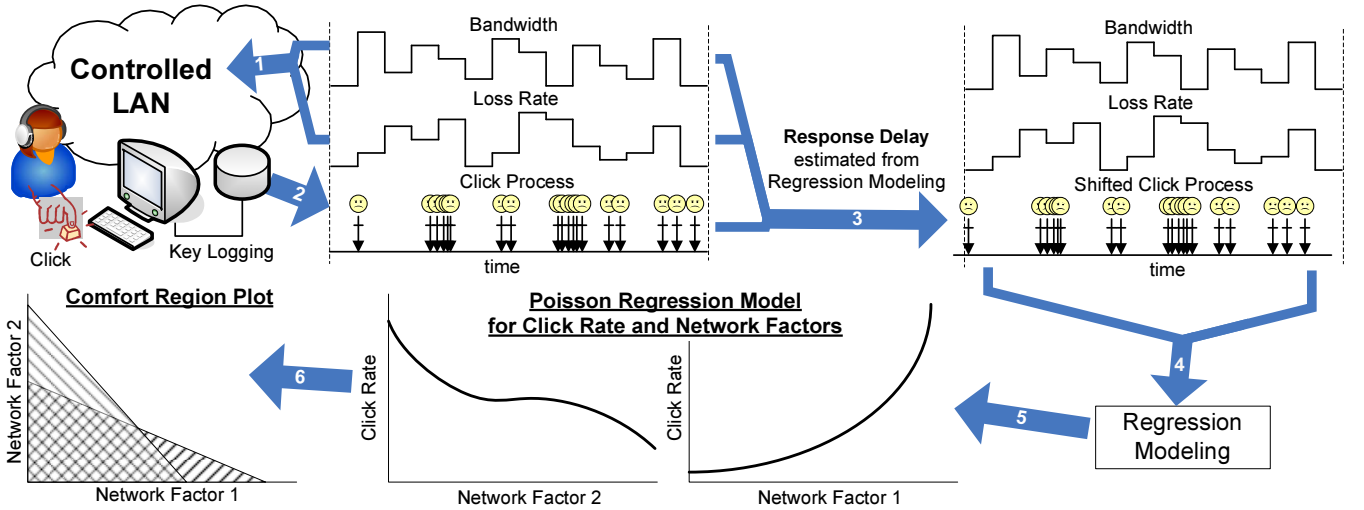 Controlled
LAN
Click
Key Logging
1
2
Bandwidth
Loss Rate
Click Process
time
Response Delay
estimated from
Regression Modeling
3
Bandwidth
Loss Rate
Shifted Click Process
time
4
Regression
Modeling
5
Poisson Regression Model
for Click Rate and Network Factors
Click Rate
Network Factor 2
Click Rate
Network Factor 1
6
Comfort Region Plot
Network Factor 2
Network Factor 1